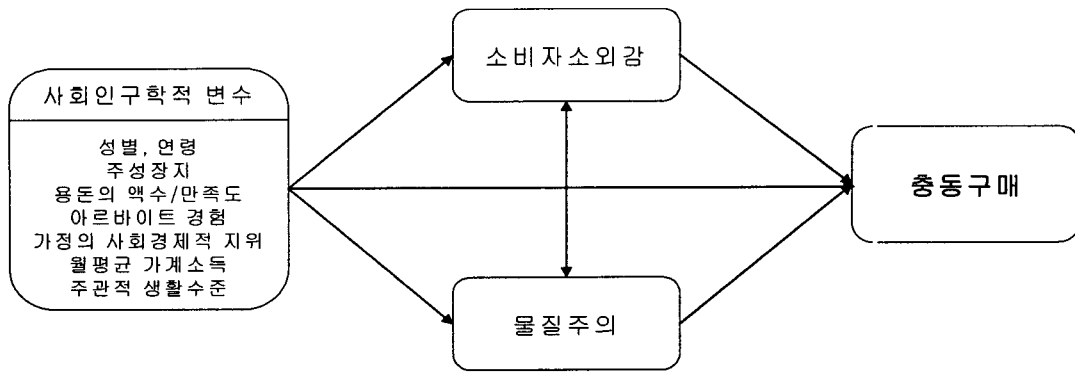 사회인구학적 변수
성별, 연령
주성장지
용돈의 액수/만족도
아르바이트 경험
가정의 사회경제적 지위
월평균 가계소득
주관적 생활수준
소비자소외감
물질주의
충동구매